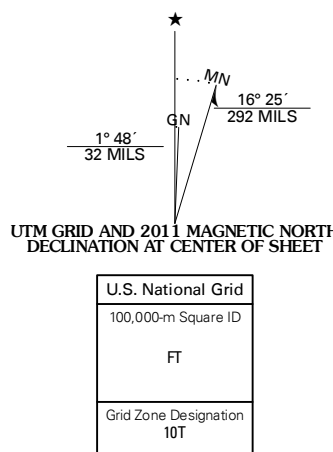 ★
MN
GN
16° 25´
292 MILS
1° 48´
32 MILS
UTM GRID AND 2011 MAGNETIC NORTH
DECLINATION AT CENTER OF SHEET
U.S. National Grid
100,000-m Square ID
FT
Grid Zone Designation
10T